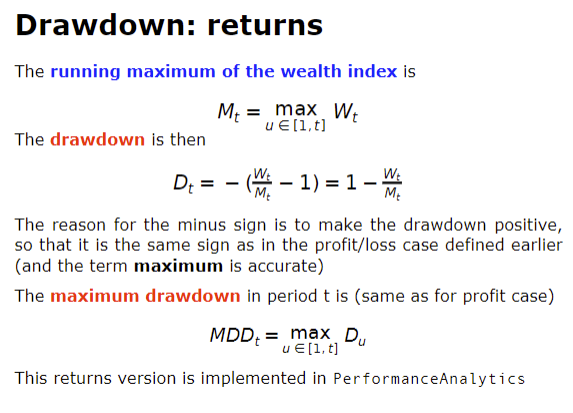 Drawdown: returns
The running maximum of the wealth index is
M_t = max_{u∈[1,t]} W_t
The drawdown is then
D_t = − (W_t/M_t − 1) = 1 − W_t/M_t
The reason for the minus sign is to make the drawdown positive,
so that it is the same sign as in the profit/loss case defined earlier
(and the term maximum is accurate)
The maximum drawdown in period t is (same as for profit case)
MDD_t = max_{u∈[1,t]} D_u
This returns version is implemented in PerformanceAnalytics